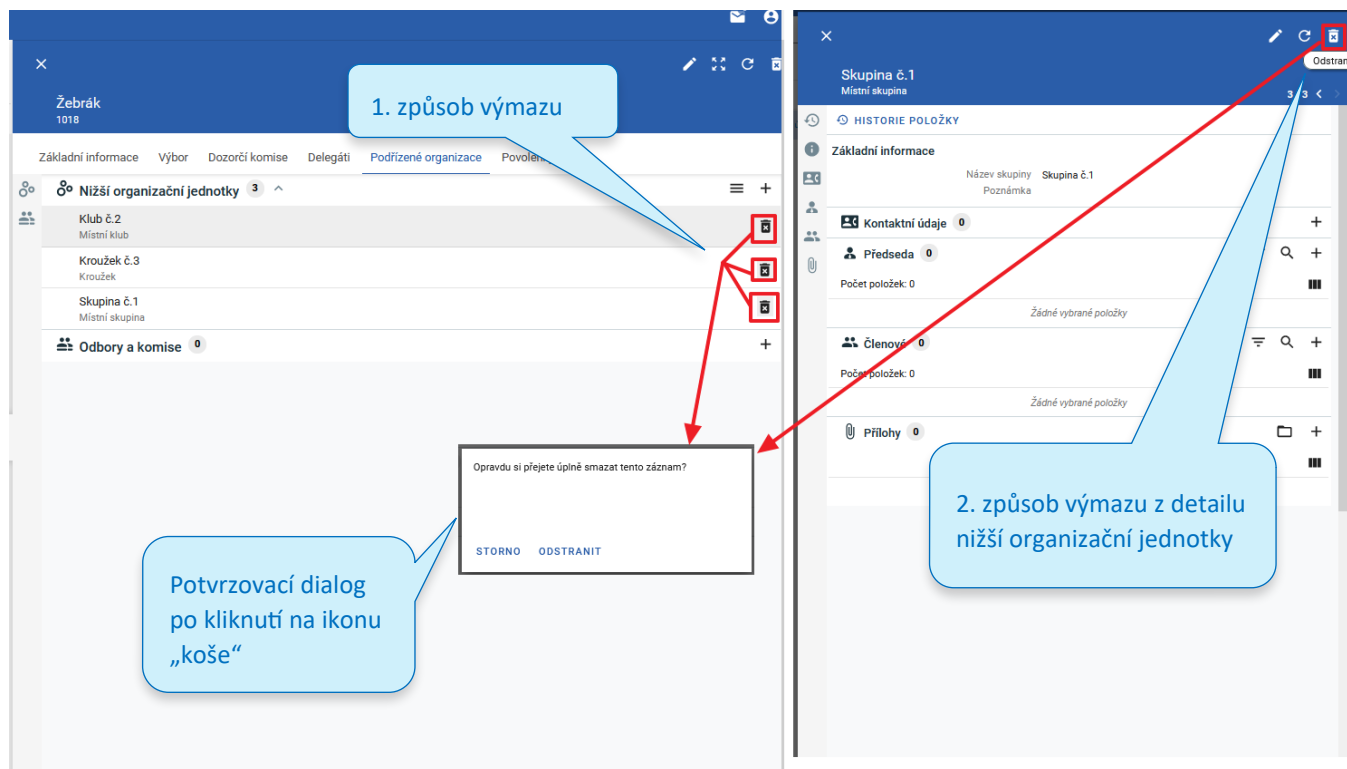 Žebrák
1018
1. způsob výmazu
Základní informace Výbor Dozorčí komise Delegáti Podřízené organizace
Nižší organizační jednotky 3
Klub č.2
Místní klub
Kroužek č.3
Kroužek
Skupina č.1
Místní skupina
Odbory a komise 0
Opravdu si přejete úplně smazat tento záznam?
STORNO ODSTRANIT
Potvrzovací dialog
po kliknutí na ikonu
„koše“
Odstran
Skupina č.1
Místní skupina
3/3
HISTORIE POLOŽKY
Základní informace
Název skupiny Skupina č.1
Poznámka
Kontaktní údaje 0
Předseda 0
Počet položek: 0
Žádné vybrané položky
Členové 0
Počet položek: 0
Žádné vybrané položky
Přílohy 0
2. způsob výmazu z detailu
nižší organizační jednotky